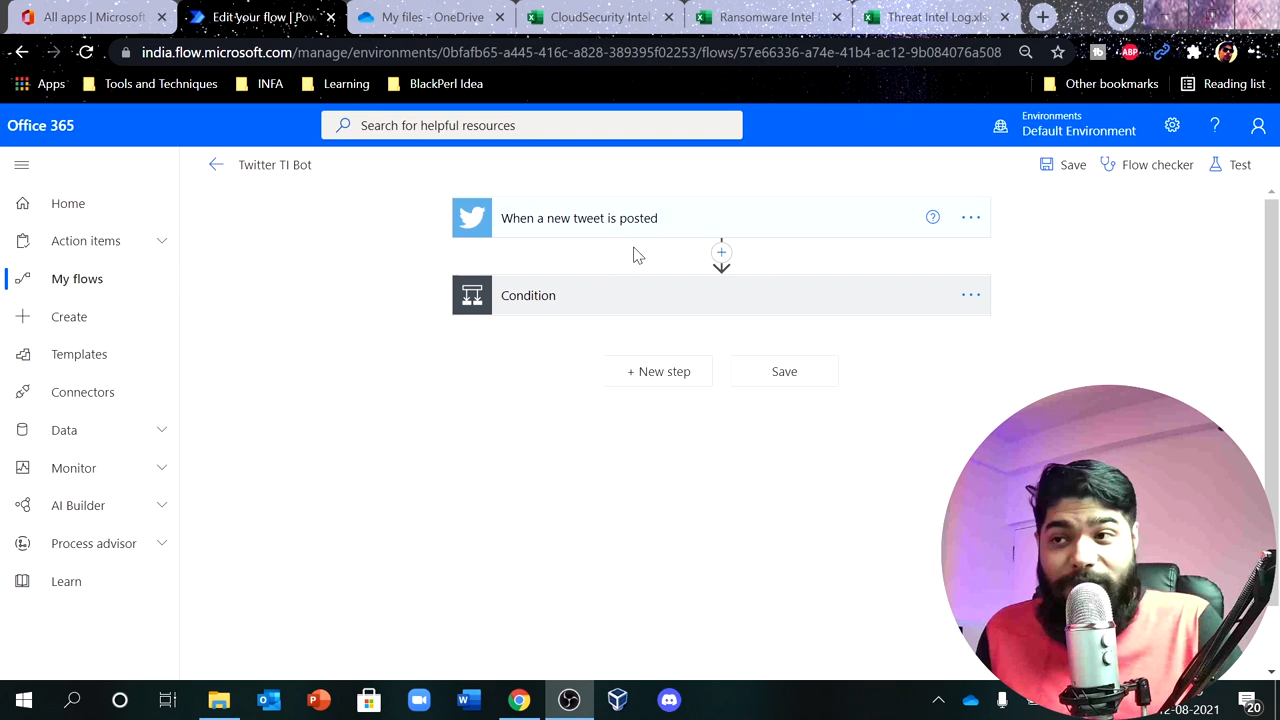 All apps | Microsoft
Edit your flow | Pow
My files - OneDrive
CloudSecurity Intel
Ransomware Intel
Threat Intel Log.xls
india.flow.microsoft.com/manage/environments/0bfafb65-a445-416c-a828-389395f02253/flows/57e66336-a74e-41b4-ac12-9b084076a508
Apps
Tools and Techniques
INFA
Learning
BlackPerl Idea
Other bookmarks
Reading list
Office 365
Search for helpful resources
Environments
Default Environment
Twitter TI Bot
Save
Flow checker
Test
Home
Action items
My flows
Create
Templates
Connectors
Data
Monitor
AI Builder
Process advisor
Learn
When a new tweet is posted
Condition
+ New step
Save
ABP
12-08-2021
20